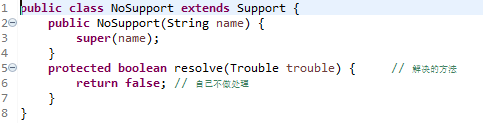 1 public class NoSupport extends Support {
2 public NoSupport(String name) {
3 super(name);
4 }
5 protected boolean resolve(Trouble trouble) { // 解决的方法
6 return false; // 自己不做处理
7 }
8 }